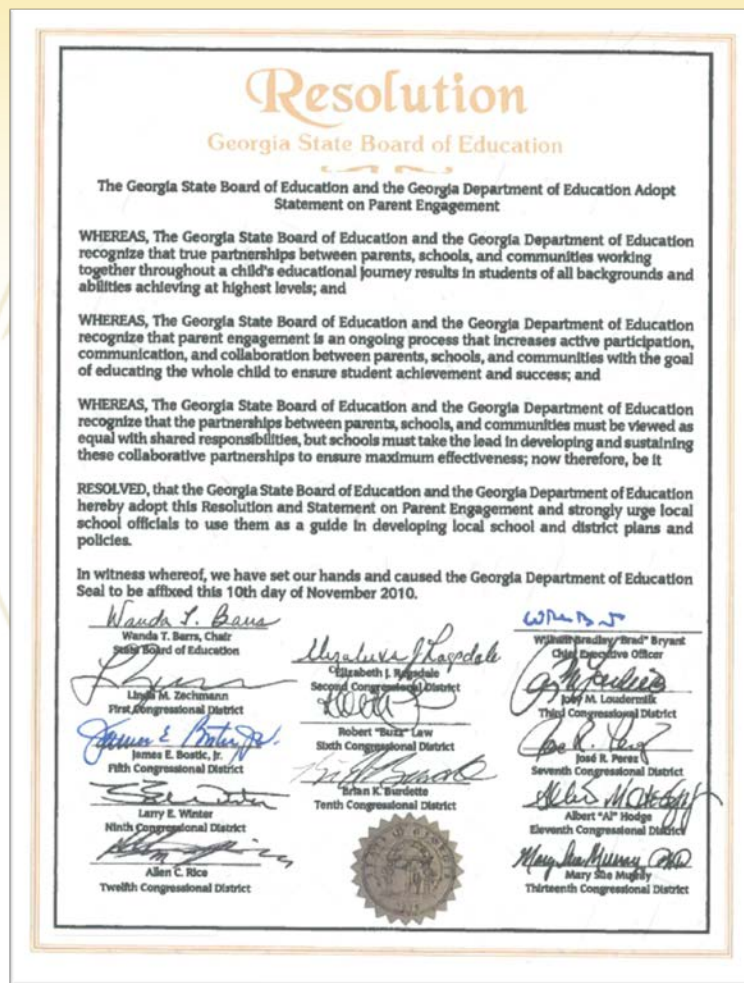 Resolution
Georgia State Board of Education
The Georgia State Board of Education and the Georgia Department of Education Adopt
Statement on Parent Engagement
WHEREAS, The Georgia State Board of Education and the Georgia Department of Education
recognize that true partnerships between parents, schools, and communities working
together throughout a child's educational journey results in students of all backgrounds and
abilities achieving at highest levels; and
WHEREAS, The Georgia State Board of Education and the Georgia Department of Education
recognize that parent engagement is an ongoing process that increases active participation,
communication, and collaboration between parents, schools, and communities with the goal
of educating the whole child to ensure student achievement and success; and
WHEREAS, The Georgia State Board of Education and the Georgia Department of Education
recognize that the partnerships between parents, schools, and communities must be viewed as
equal with shared responsibilities, but schools must take the lead in developing and sustaining
these collaborative partnerships to ensure maximum effectiveness; now therefore, be it
RESOLVED, that the Georgia State Board of Education and the Georgia Department of Education
hereby adopt this Resolution and Statement on Parent Engagement and strongly urge local
school officials to use them as a guide in developing local school and district plans and
policies.
In witness whereof, we have set our hands and caused the Georgia Department of Education
Seal to be affixed this 10th day of November 2010.
Wanda T. Barrs, Chair
State Board of Education
William Bradley "Brad" Bryant
Chief Executive Officer
Elizabeth J. Ragsdale
Second Congressional District
Linda M. Zechmann
First Congressional District
Joey M. Loudermilk
Third Congressional District
James E. Bostic, Jr.
Fifth Congressional District
Robert "Buzz" Law
Sixth Congressional District
José R. Perez
Seventh Congressional District
Larry E. Winter
Ninth Congressional District
Brian K. Burdette
Tenth Congressional District
Albert "Al" Hodge
Eleventh Congressional District
Allen C. Rice
Twelfth Congressional District
Mary Sue Murray
Thirteenth Congressional District